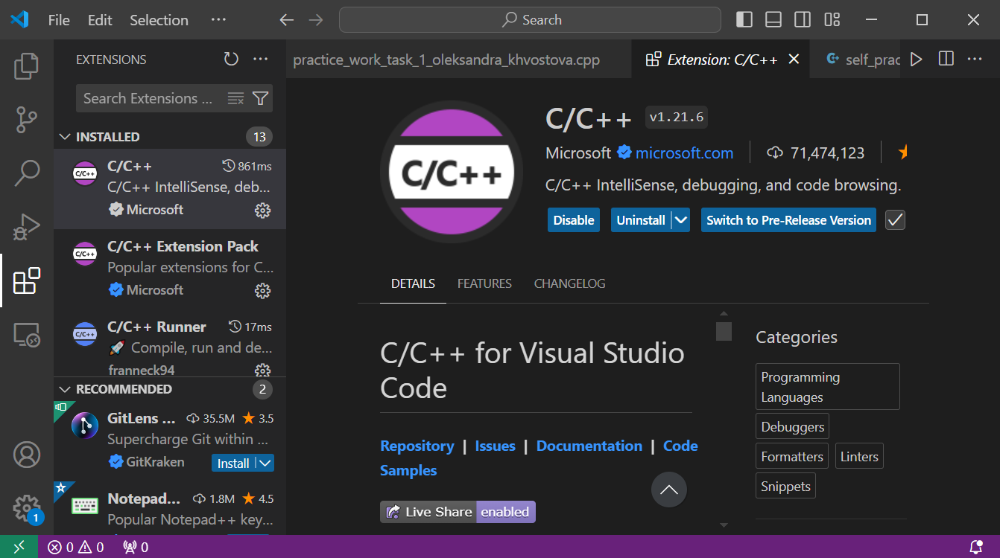 File Edit Selection ··· Search
EXTENSIONS
practice_work_task_1_oleksandra_khvostova.cpp
Extension: C/C++
self_prac
Search Extensions ...
INSTALLED 13
C/C++ 861ms
C/C++ IntelliSense, deb...
Microsoft
C/C++
C/C++ Extension Pack
Popular extensions for C...
Microsoft
C/C++
C/C++ Runner 17ms
🚀 Compile, run and de...
franneck94
C/C++
RECOMMENDED 2
GitLens ... 35.5M ★ 3.5
Supercharge Git within ...
GitKraken Install
Notepad... 1.8M ★ 4.5
Popular Notepad++ key...
1
C/C++
C/C++ v1.21.6
Microsoft microsoft.com 71,474,123
C/C++ IntelliSense, debugging, and code browsing.
Disable Uninstall Switch to Pre-Release Version
DETAILS FEATURES CHANGELOG
C/C++ for Visual Studio
Code
Repository | Issues | Documentation | Code
Samples
Live Share enabled
Categories
Programming
Languages
Debuggers
Formatters Linters
Snippets
0 0 0